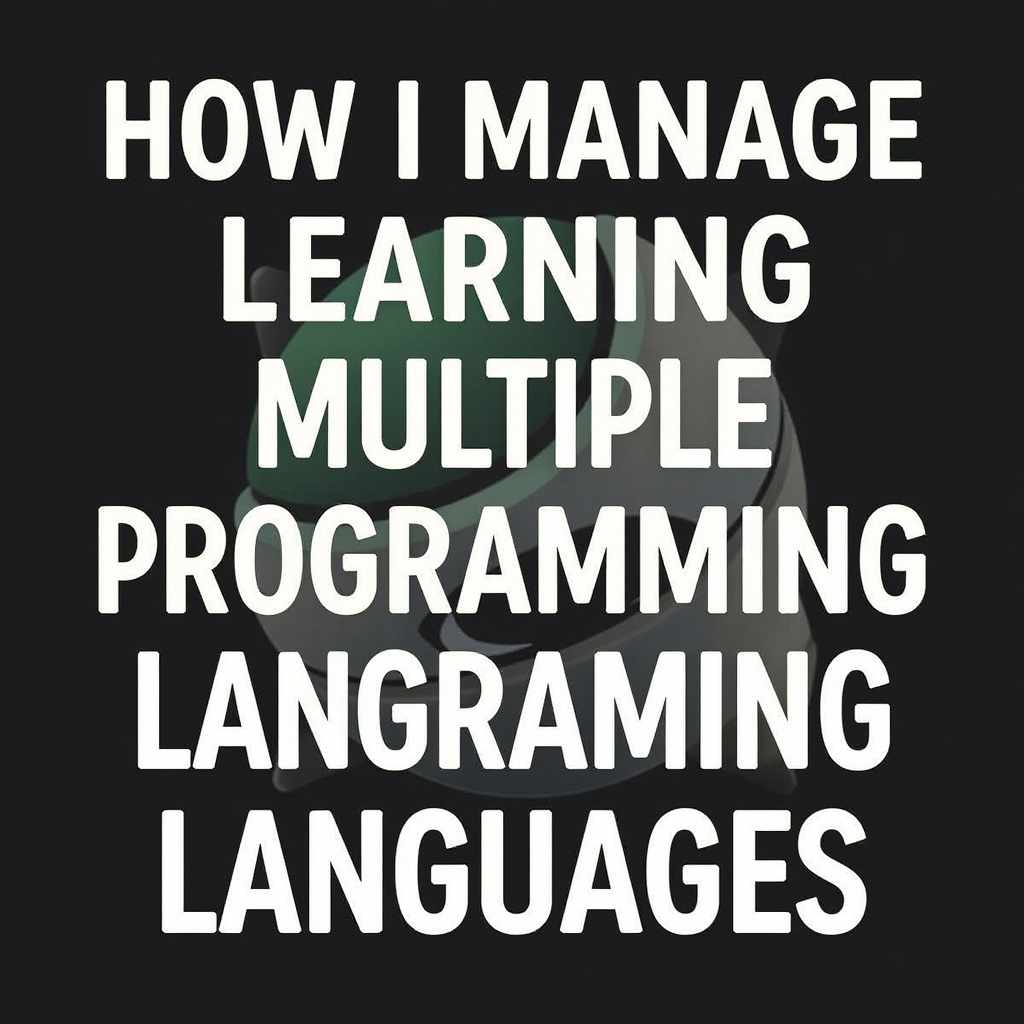 HOW I MANAGE
LEARNING
MULTIPLE
PROGRAMMING
LANGRAMING
LANGUAGES